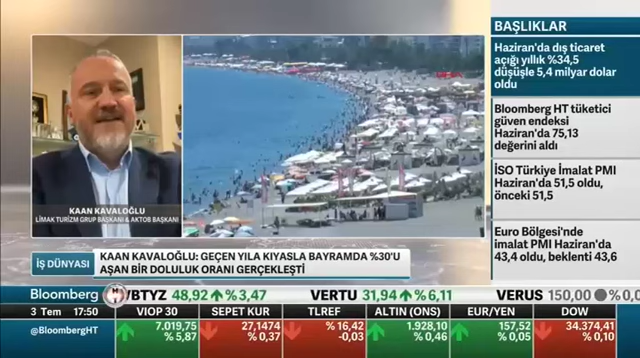 BAŞLIKLAR
Haziran'da dış ticaret
açığı yıllık %34,5
düşüşle 5,4 milyar dolar
oldu
Bloomberg HT tüketici
güven endeksi
Haziran'da 75,13
değerini aldı
İSO Türkiye İmalat PMI
Haziran'da 51,5 oldu,
önceki 51,5
Euro Bölgesi'nde
imalat PMI Haziran'da
43,4 oldu, beklenti 43,6
KAAN KAVALOĞLU
LİMAK TURİZM GRUP BAŞKANI & AKTOB BAŞKANI
İŞ DÜNYASI
KAAN KAVALOĞLU: GEÇEN YILA KIYASLA BAYRAMDA %30'U
AŞAN BİR DOLULUK ORANI GERÇEKLEŞTİ
Bloomberg HT
BTYZ 48,92 %3,47 VERTU 31,94 %6,11 VERUS 150,00 %0,0
3 Tem 17:50 VIOP 30 SEPET KUR TLREF ALTIN (ONS) EUR/YEN DOW
@BloombergHT 7.019,75 27,1474 %16,42 1.928,10 157,52 34.374,41
%5,87 %0,37 -0,03 %0,46 %0,05 %0,10